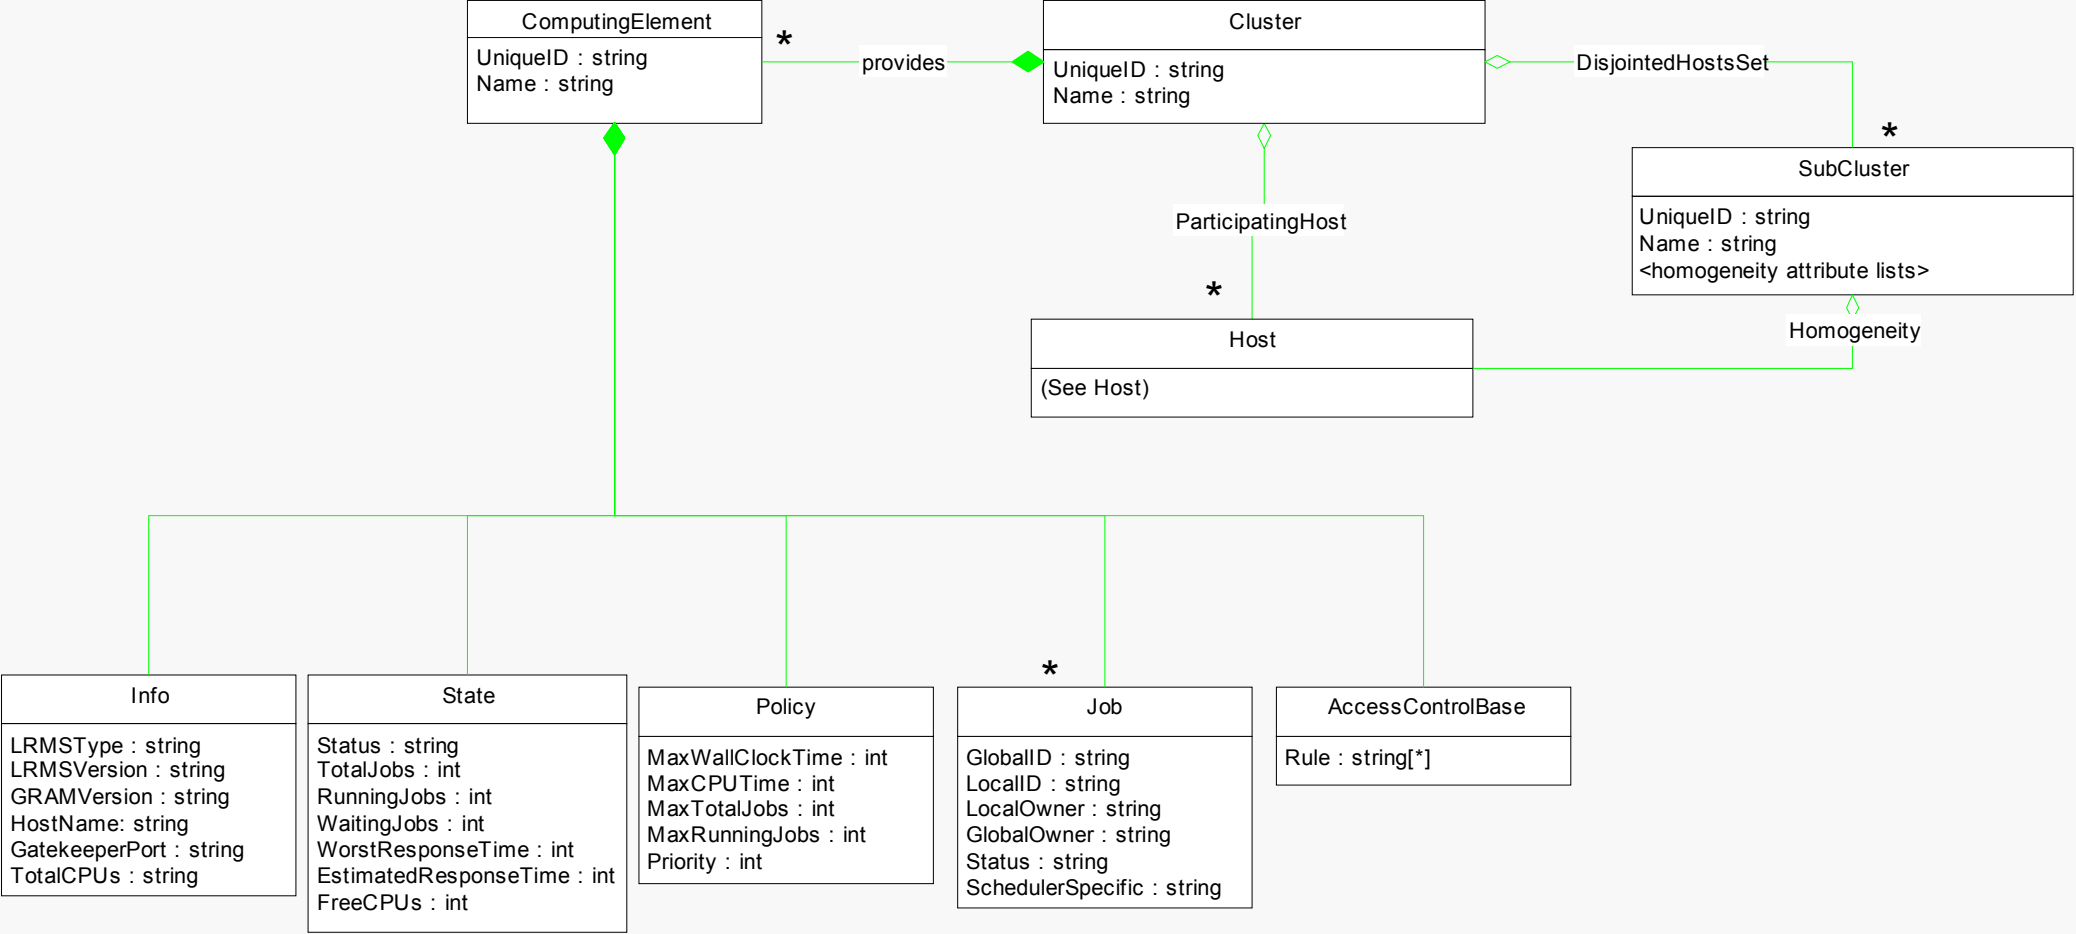 ComputingElement
UniqueID : string
Name : string
*
provides
Cluster
UniqueID : string
Name : string
DisjointedHostsSet
*
SubCluster
UniqueID : string
Name : string
<homogeneity attribute lists>
Homogeneity
ParticipatingHost
*
Host
(See Host)
Info
LRMSType : string
LRMSVersion : string
GRAMVersion : string
HostName: string
GatekeeperPort : string
TotalCPUs : string
State
Status : string
TotalJobs : int
RunningJobs : int
WaitingJobs : int
WorstResponseTime : int
EstimatedResponseTime : int
FreeCPUs : int
Policy
MaxWallClockTime : int
MaxCPUTime : int
MaxTotalJobs : int
MaxRunningJobs : int
Priority : int
*
Job
GlobalID : string
LocalID : string
LocalOwner : string
GlobalOwner : string
Status : string
SchedulerSpecific : string
AccessControlBase
Rule : string[*]